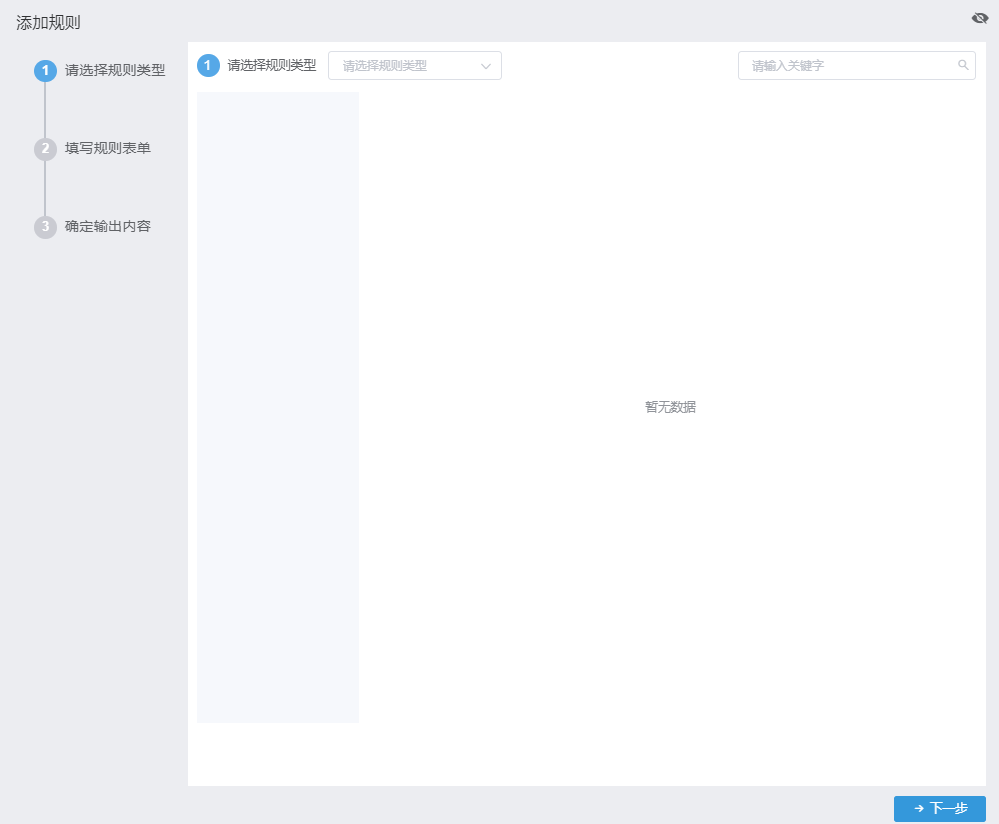 添加规则
1 请选择规则类型
2 填写规则表单
3 确定输出内容
1 请选择规则类型 请选择规则类型 请输入关键字
暂无数据
下一步